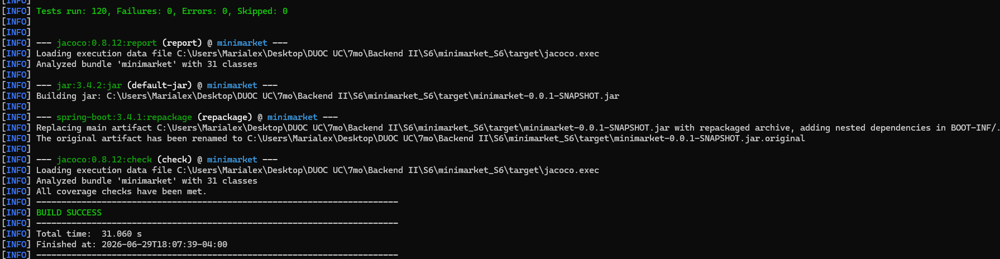 [INFO]
[INFO] Tests run: 120, Failures: 0, Errors: 0, Skipped: 0
[INFO]
[INFO]
[INFO] --- jacoco:0.8.12:report (report) @ minimarket ---
[INFO] Loading execution data file C:\Users\Marialex\Desktop\DUOC UC\7mo\Backend II\S6\minimarket_S6\target\jacoco.exec
[INFO] Analyzed bundle 'minimarket' with 31 classes
[INFO]
[INFO] --- jar:3.4.2:jar (default-jar) @ minimarket ---
[INFO] Building jar: C:\Users\Marialex\Desktop\DUOC UC\7mo\Backend II\S6\minimarket_S6\target\minimarket-0.0.1-SNAPSHOT.jar
[INFO]
[INFO] --- spring-boot:3.4.1:repackage (repackage) @ minimarket ---
[INFO] Replacing main artifact C:\Users\Marialex\Desktop\DUOC UC\7mo\Backend II\S6\minimarket_S6\target\minimarket-0.0.1-SNAPSHOT.jar with repackaged archive, adding nested dependencies in BOOT-INF/.
[INFO] The original artifact has been renamed to C:\Users\Marialex\Desktop\DUOC UC\7mo\Backend II\S6\minimarket_S6\target\minimarket-0.0.1-SNAPSHOT.jar.original
[INFO]
[INFO] --- jacoco:0.8.12:check (check) @ minimarket ---
[INFO] Loading execution data file C:\Users\Marialex\Desktop\DUOC UC\7mo\Backend II\S6\minimarket_S6\target\jacoco.exec
[INFO] Analyzed bundle 'minimarket' with 31 classes
[INFO] All coverage checks have been met.
[INFO] ------------------------------------------------------------------------
[INFO] BUILD SUCCESS
[INFO] ------------------------------------------------------------------------
[INFO] Total time:  31.060 s
[INFO] Finished at: 2026-06-29T18:07:39-04:00
[INFO] ------------------------------------------------------------------------